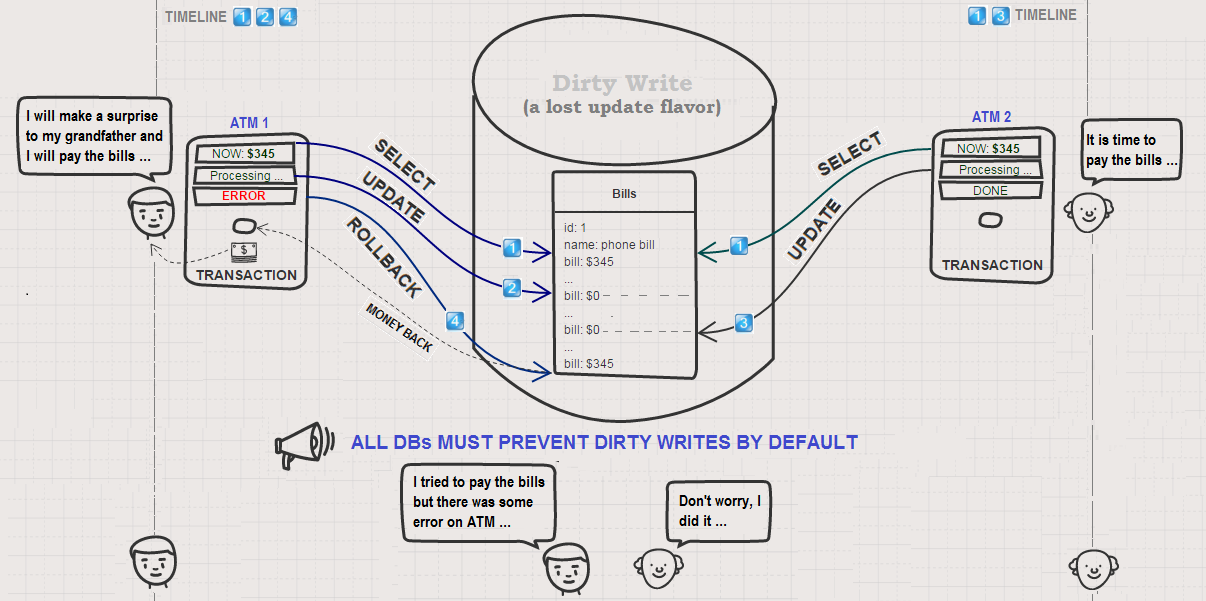 TIMELINE 1 2 4
1 3 TIMELINE
Dirty Write
(a lost update flavor)
I will make a surprise
to my grandfather and
I will pay the bills ...
ATM 1
NOW: $345
Processing ...
ERROR
$
TRANSACTION
SELECT
UPDATE
ROLLBACK
MONEY BACK
1
2
4
Bills
id: 1
name: phone bill
bill: $345
...
bill: $0
...
bill: $0
...
bill: $345
SELECT
UPDATE
1
3
ATM 2
NOW: $345
Processing ...
DONE
TRANSACTION
It is time to
pay the bills ...
ALL DBs MUST PREVENT DIRTY WRITES BY DEFAULT
I tried to pay the bills
but there was some
error on ATM ...
Don't worry, I
did it ...